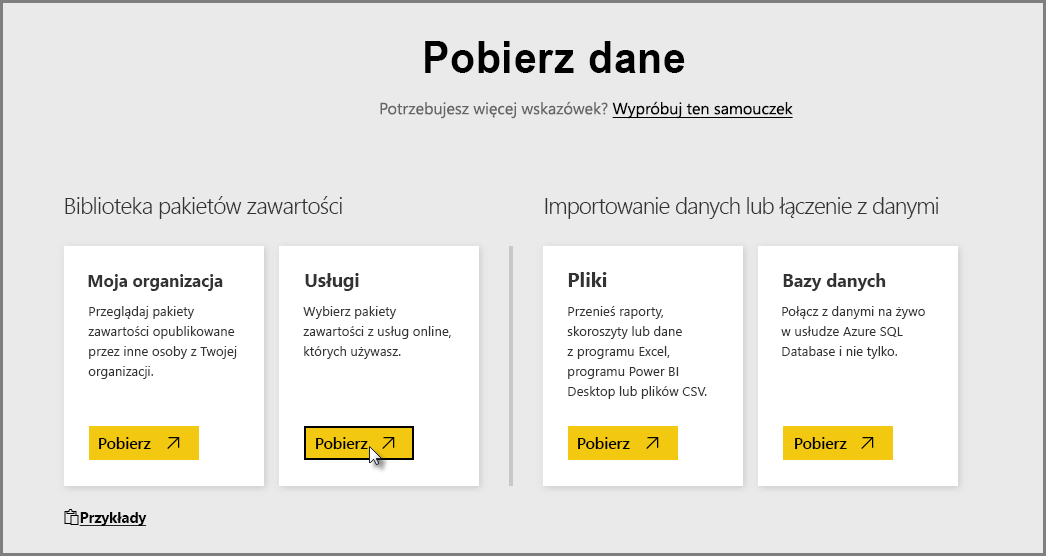 Pobierz dane
Potrzebujesz więcej wskazówek? Wypróbuj ten samouczek
Biblioteka pakietów zawartości
Moja organizacja
Przeglądaj pakiety
zawartości opublikowane
przez inne osoby z Twojej
organizacji.
Pobierz
Usługi
Wybierz pakiety
zawartości z usług online,
których używasz.
Pobierz
Importowanie danych lub łączenie z danymi
Pliki
Przenieś raporty,
skoroszyty lub dane
z programu Excel,
programu Power BI
Desktop lub plików CSV.
Pobierz
Bazy danych
Połącz z danymi na żywo
w usłudze Azure SQL
Database i nie tylko.
Pobierz
Przykłady